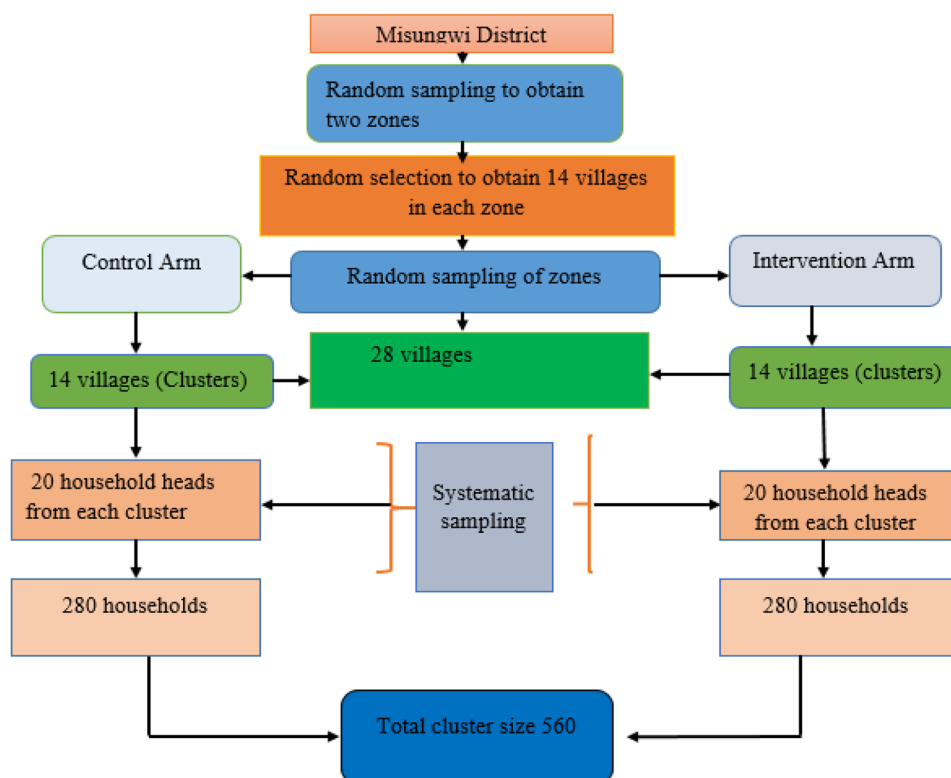 Misungwi District
Random sampling to obtain
two zones
Random selection to obtain 14 villages
in each zone
Control Arm
Random sampling of zones
Intervention Arm
28 villages
14 villages (Clusters)
14 villages (clusters)
20 household heads
from each cluster
Systematic
sampling
20 household heads
from each cluster
280 households
280 households
Total cluster size 560